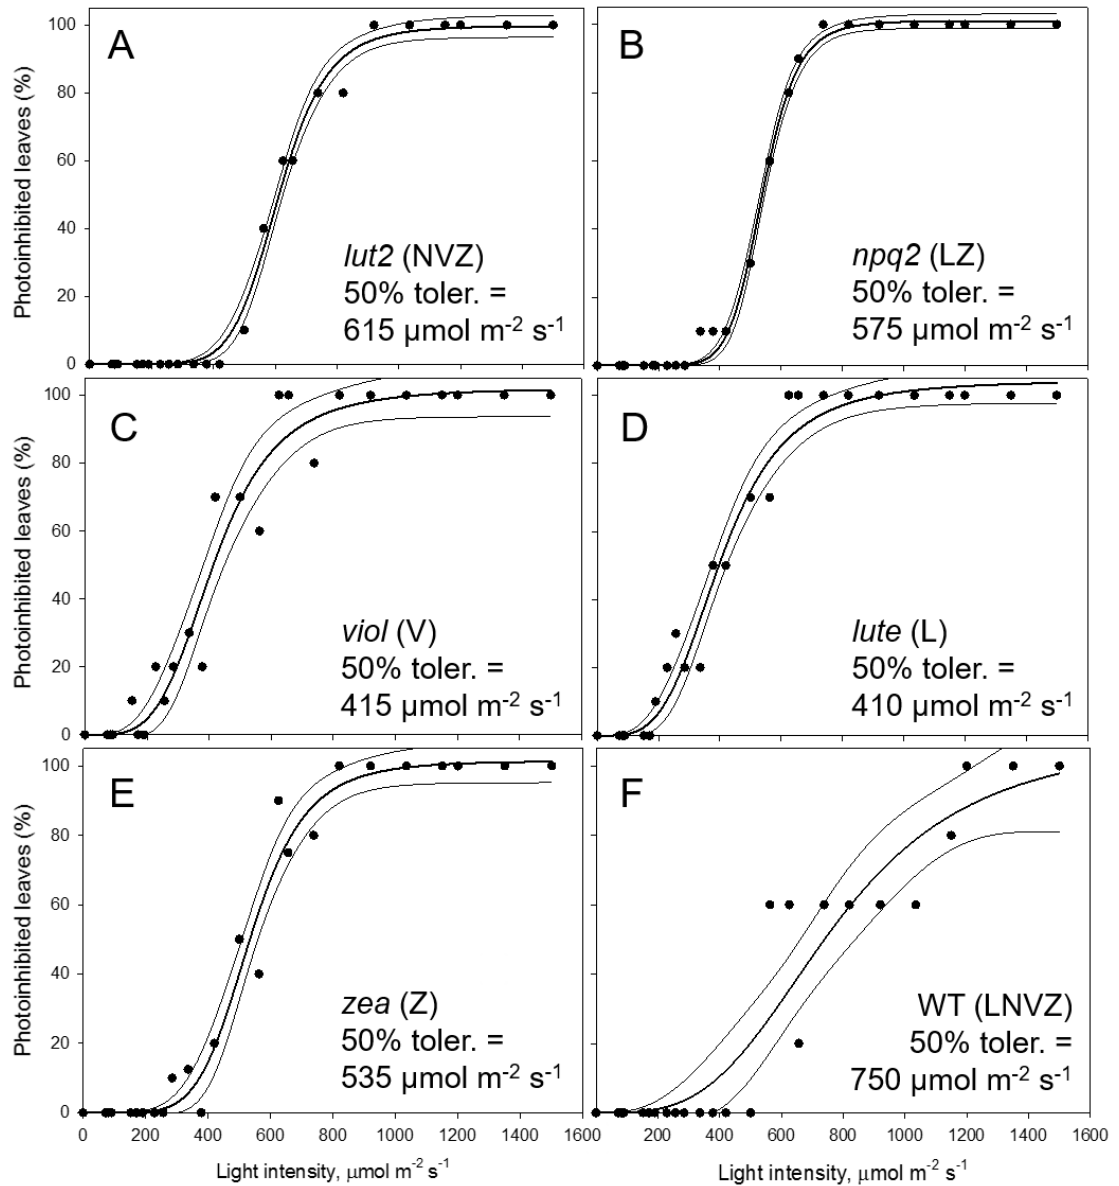 A
B
100
80
60
40
20
0
Photoinhibited leaves (%)
lut2 (NVZ)
50% toler. =
615 µmol m-2 s-1
npq2 (LZ)
50% toler. =
575 µmol m-2 s-1
C
D
100
80
60
40
20
0
Photoinhibited leaves (%)
viol (V)
50% toler. =
415 µmol m-2 s-1
lute (L)
50% toler. =
410 µmol m-2 s-1
E
F
100
80
60
40
20
0
Photoinhibited leaves (%)
zea (Z)
50% toler. =
535 µmol m-2 s-1
WT (LNVZ)
50% toler. =
750 µmol m-2 s-1
0 200 400 600 800 1000 1200 1400 1600
200 400 600 800 1000 1200 1400 1600
Light intensity, µmol m-2 s-1
Light intensity, µmol m-2 s-1